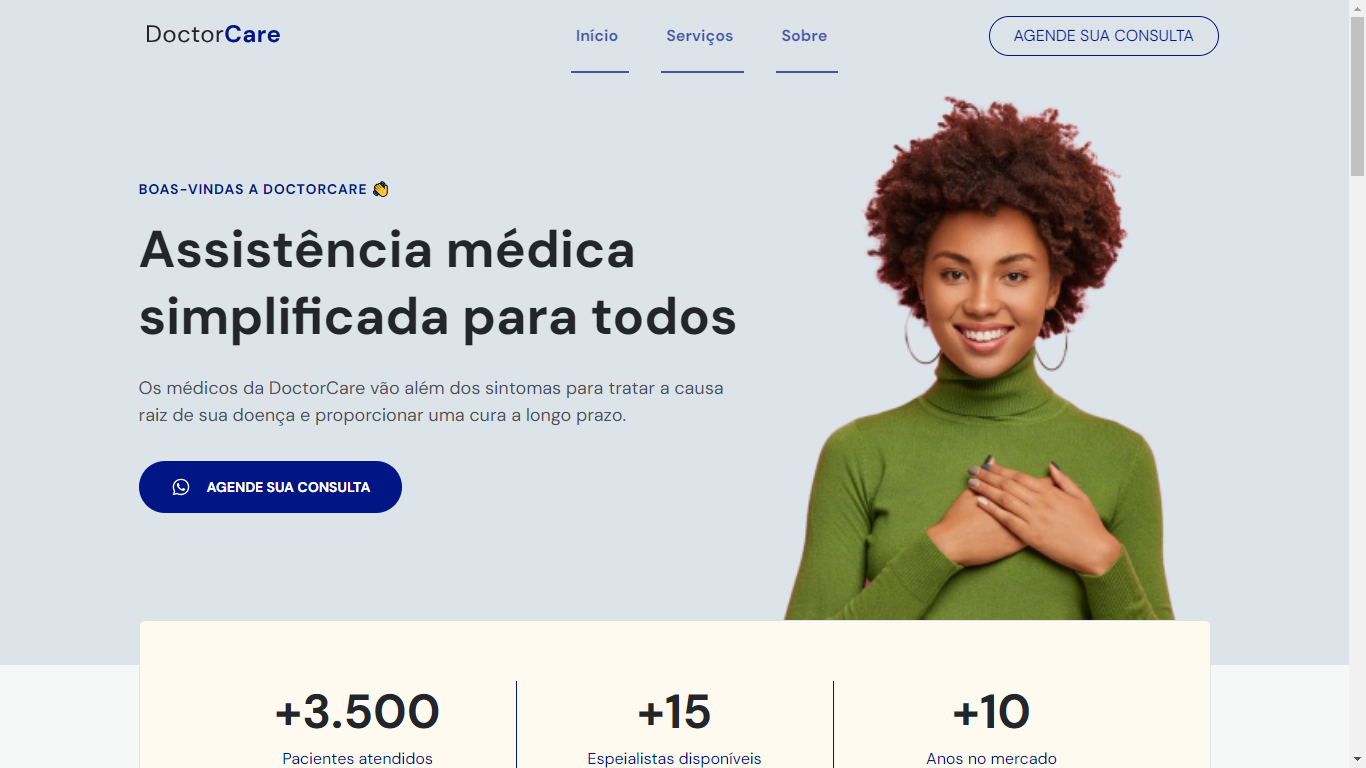 DoctorCare
Início
Serviços
Sobre
AGENDE SUA CONSULTA
BOAS-VINDAS A DOCTORCARE 👋
Assistência médica
simplificada para todos
Os médicos da DoctorCare vão além dos sintomas para tratar a causa
raiz de sua doença e proporcionar uma cura a longo prazo.
AGENDE SUA CONSULTA
+3.500
Pacientes atendidos
+15
Espeialistas disponíveis
+10
Anos no mercado